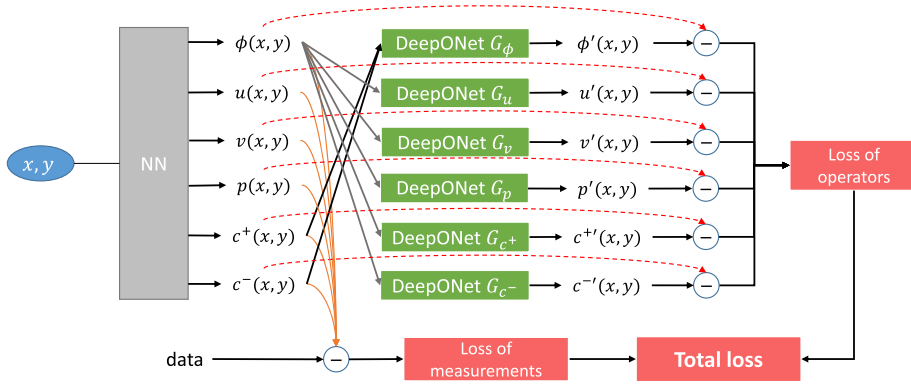 x, y
NN
ϕ(x, y)
u(x, y)
v(x, y)
p(x, y)
c⁺(x, y)
c⁻(x, y)
DeepONet G_ϕ
DeepONet G_u
DeepONet G_v
DeepONet G_p
DeepONet G_c⁺
DeepONet G_c⁻
ϕ′(x, y)
u′(x, y)
v′(x, y)
p′(x, y)
c⁺′(x, y)
c⁻′(x, y)
−
−
−
−
−
−
Loss of
operators
data
−
Loss of
measurements
Total loss